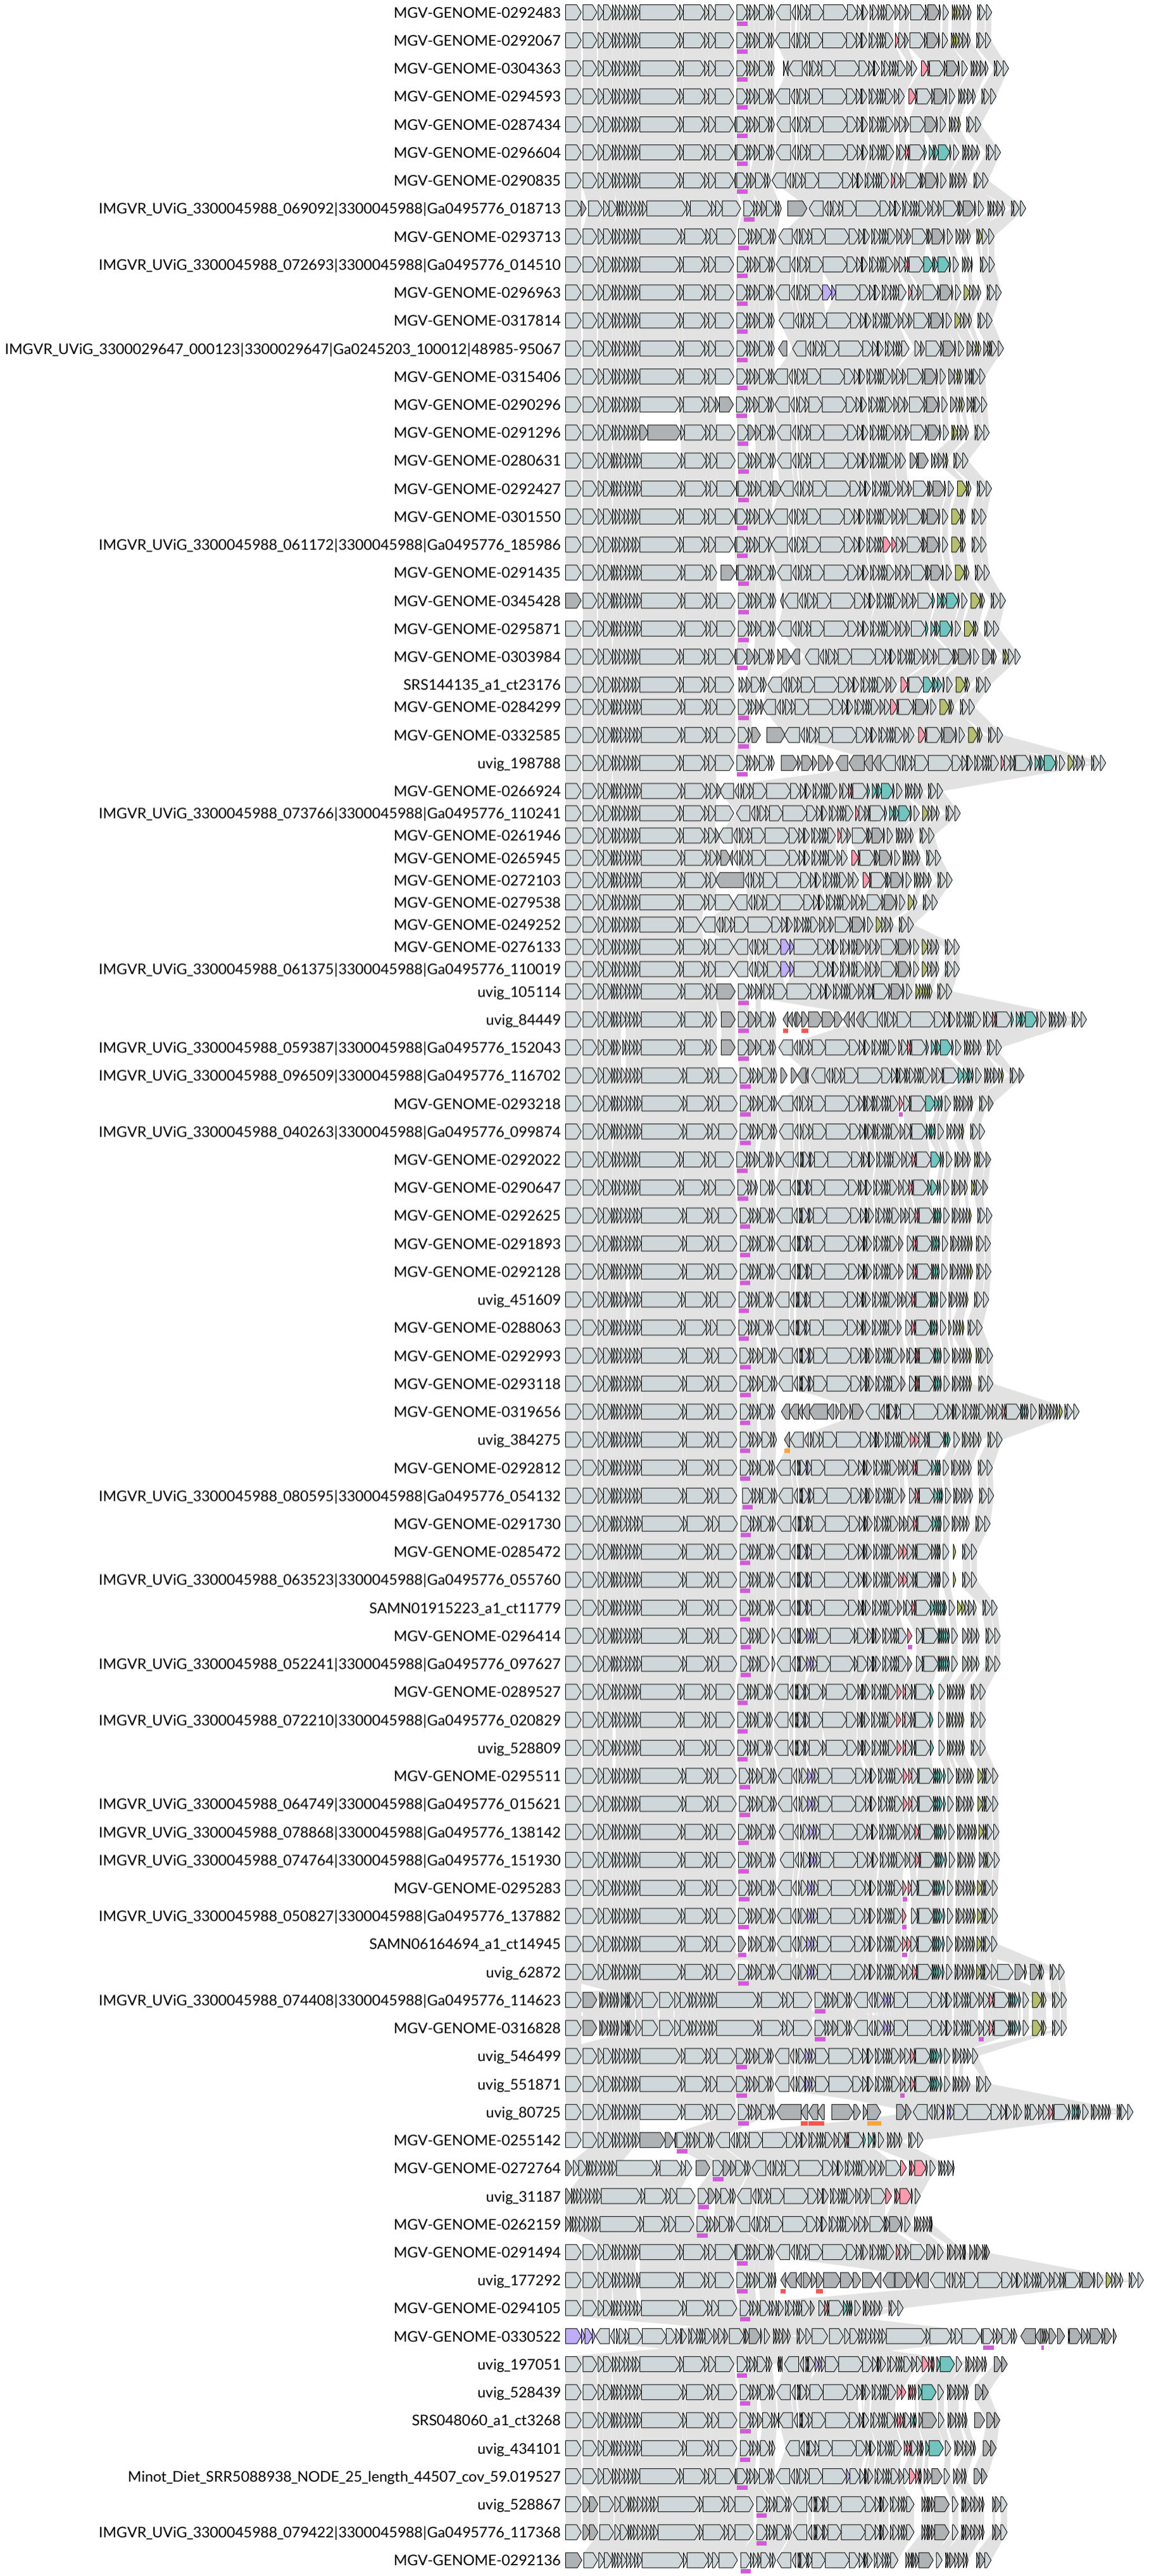 MGV-GENOME-0292483
MGV-GENOME-0292067
MGV-GENOME-0304363
MGV-GENOME-0294593
MGV-GENOME-0287434
MGV-GENOME-0296604
MGV-GENOME-0290835
IMGVR_UViG_3300045988_069092|3300045988|Ga0495776_018713
MGV-GENOME-0293713
IMGVR_UViG_3300045988_072693|3300045988|Ga0495776_014510
MGV-GENOME-0296963
MGV-GENOME-0317814
IMGVR_UViG_3300029647_000123|3300029647|Ga0245203_100012|48985-95067
MGV-GENOME-0315406
MGV-GENOME-0290296
MGV-GENOME-0291296
MGV-GENOME-0280631
MGV-GENOME-0292427
MGV-GENOME-0301550
IMGVR_UViG_3300045988_061172|3300045988|Ga0495776_185986
MGV-GENOME-0291435
MGV-GENOME-0345428
MGV-GENOME-0295871
MGV-GENOME-0303984
SRS144135_a1_ct23176
MGV-GENOME-0284299
MGV-GENOME-0332585
uvig_198788
MGV-GENOME-0266924
IMGVR_UViG_3300045988_073766|3300045988|Ga0495776_110241
MGV-GENOME-0261946
MGV-GENOME-0265945
MGV-GENOME-0272103
MGV-GENOME-0279538
MGV-GENOME-0249252
MGV-GENOME-0276133
IMGVR_UViG_3300045988_061375|3300045988|Ga0495776_110019
uvig_105114
uvig_84449
IMGVR_UViG_3300045988_059387|3300045988|Ga0495776_152043
IMGVR_UViG_3300045988_096509|3300045988|Ga0495776_116702
MGV-GENOME-0293218
IMGVR_UViG_3300045988_040263|3300045988|Ga0495776_099874
MGV-GENOME-0292022
MGV-GENOME-0290647
MGV-GENOME-0292625
MGV-GENOME-0291893
MGV-GENOME-0292128
uvig_451609
MGV-GENOME-0288063
MGV-GENOME-0292993
MGV-GENOME-0293118
MGV-GENOME-0319656
uvig_384275
MGV-GENOME-0292812
IMGVR_UViG_3300045988_080595|3300045988|Ga0495776_054132
MGV-GENOME-0291730
MGV-GENOME-0285472
IMGVR_UViG_3300045988_063523|3300045988|Ga0495776_055760
SAMN01915223_a1_ct11779
MGV-GENOME-0296414
IMGVR_UViG_3300045988_052241|3300045988|Ga0495776_097627
MGV-GENOME-0289527
IMGVR_UViG_3300045988_072210|3300045988|Ga0495776_020829
uvig_528809
MGV-GENOME-0295511
IMGVR_UViG_3300045988_064749|3300045988|Ga0495776_015621
IMGVR_UViG_3300045988_078868|3300045988|Ga0495776_138142
IMGVR_UViG_3300045988_074764|3300045988|Ga0495776_151930
MGV-GENOME-0295283
IMGVR_UViG_3300045988_050827|3300045988|Ga0495776_137882
SAMN06164694_a1_ct14945
uvig_62872
IMGVR_UViG_3300045988_074408|3300045988|Ga0495776_114623
MGV-GENOME-0316828
uvig_546499
uvig_551871
uvig_80725
MGV-GENOME-0255142
MGV-GENOME-0272764
uvig_31187
MGV-GENOME-0262159
MGV-GENOME-0291494
uvig_177292
MGV-GENOME-0294105
MGV-GENOME-0330522
uvig_197051
uvig_528439
SRS048060_a1_ct3268
uvig_434101
Minot_Diet_SRR5088938_NODE_25_length_44507_cov_59.019527
uvig_528867
IMGVR_UViG_3300045988_079422|3300045988|Ga0495776_117368
MGV-GENOME-0292136